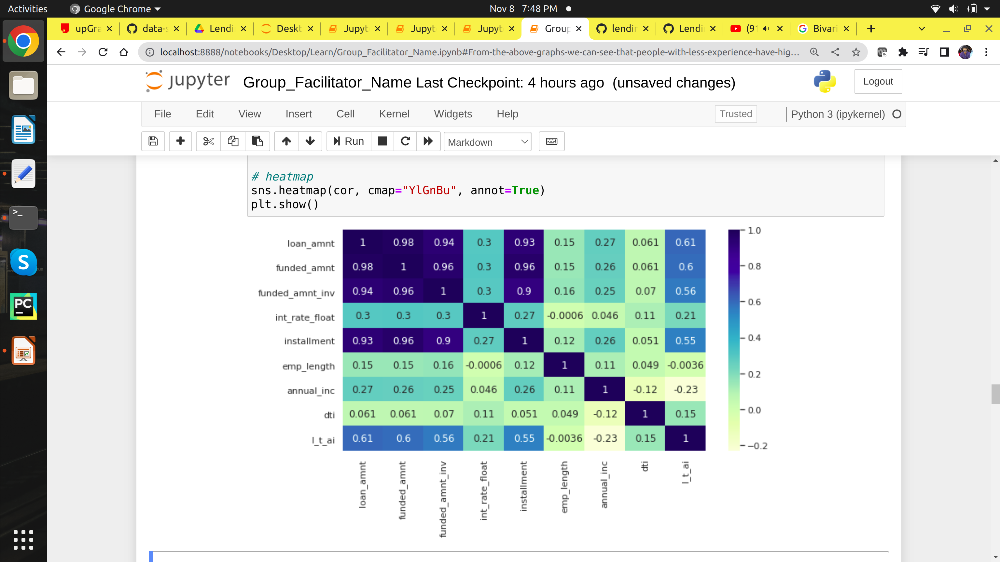 Activities Google Chrome Nov 8 7:48 PM
upGra data-s Lendin Deskt Jupyt Jupyt Jupyt Group lendin Lendin (91 Bivari
localhost:8888/notebooks/Desktop/Learn/Group_Facilitator_Name.ipynb#From-the-above-graphs-we-can-see-that-people-with-less-experience-have-hig...
jupyter Group_Facilitator_Name Last Checkpoint: 4 hours ago (unsaved changes) Logout
File Edit View Insert Cell Kernel Widgets Help Trusted Python 3 (ipykernel)
Run Markdown
# heatmap
sns.heatmap(cor, cmap="YlGnBu", annot=True)
plt.show()
loan_amnt 1 0.98 0.94 0.3 0.93 0.15 0.27 0.061 0.61
funded_amnt 0.98 1 0.96 0.3 0.96 0.15 0.26 0.061 0.6
funded_amnt_inv 0.94 0.96 1 0.3 0.9 0.16 0.25 0.07 0.56
int_rate_float 0.3 0.3 0.3 1 0.27 -0.0006 0.046 0.11 0.21
installment 0.93 0.96 0.9 0.27 1 0.12 0.26 0.051 0.55
emp_length 0.15 0.15 0.16 -0.0006 0.12 1 0.11 0.049 -0.0036
annual_inc 0.27 0.26 0.25 0.046 0.26 0.11 1 -0.12 -0.23
dti 0.061 0.061 0.07 0.11 0.051 0.049 -0.12 1 0.15
l_t_ai 0.61 0.6 0.56 0.21 0.55 -0.0036 -0.23 0.15 1
loan_amnt funded_amnt funded_amnt_inv int_rate_float installment emp_length annual_inc dti l_t_ai
1.0
0.8
0.6
0.4
0.2
0.0
−0.2
>_
S
PC